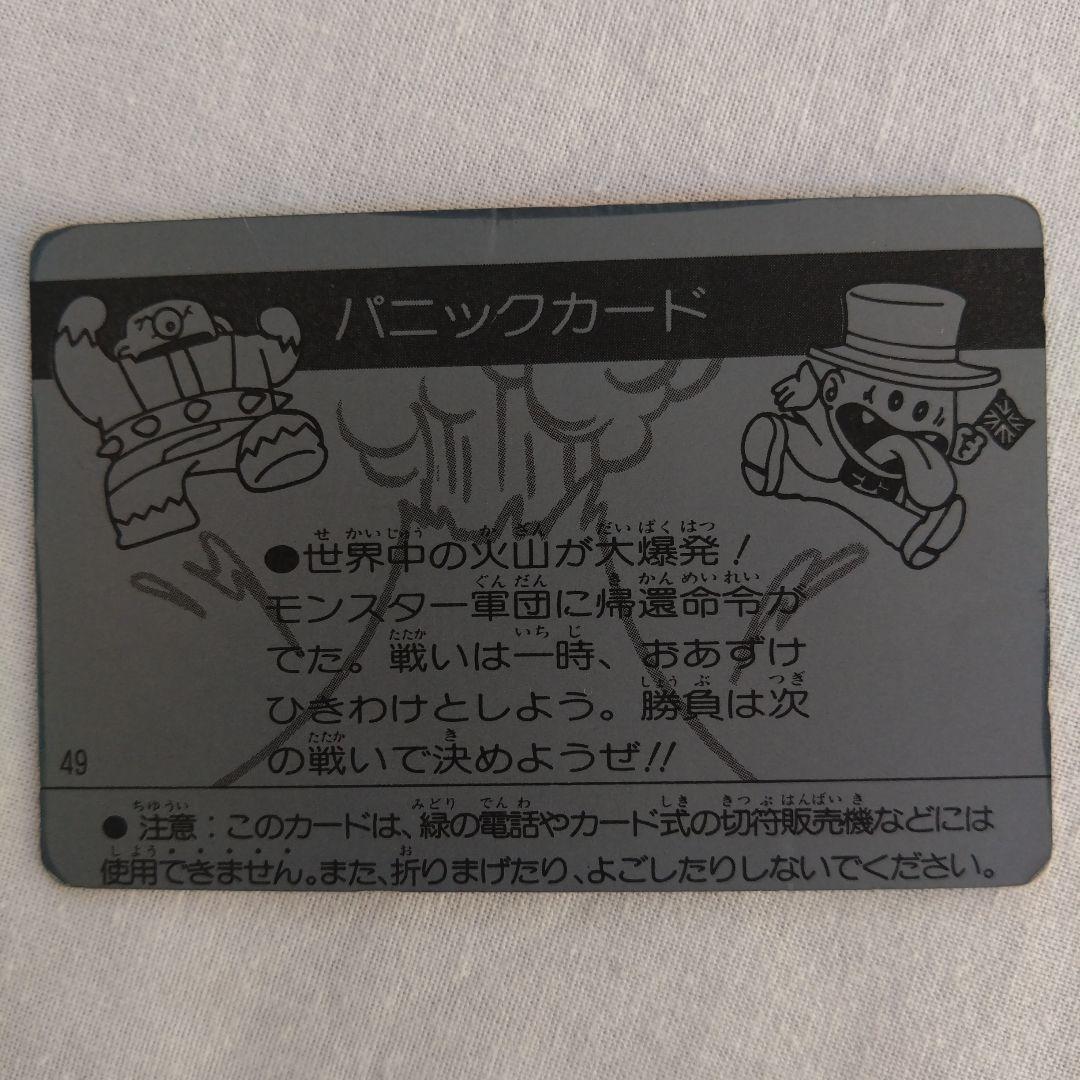 パニックカード
●世界中の火山が大爆発！
モンスター軍団に帰還命令が
でた。戦いは一時、おあずけ
ひきわけとしよう。勝負は次
の戦いで決めようぜ!!
49
●注意：このカードは、緑の電話やカード式の切符販売機などには
使用できません。また、折りまげたり、よごしたりしないでください。